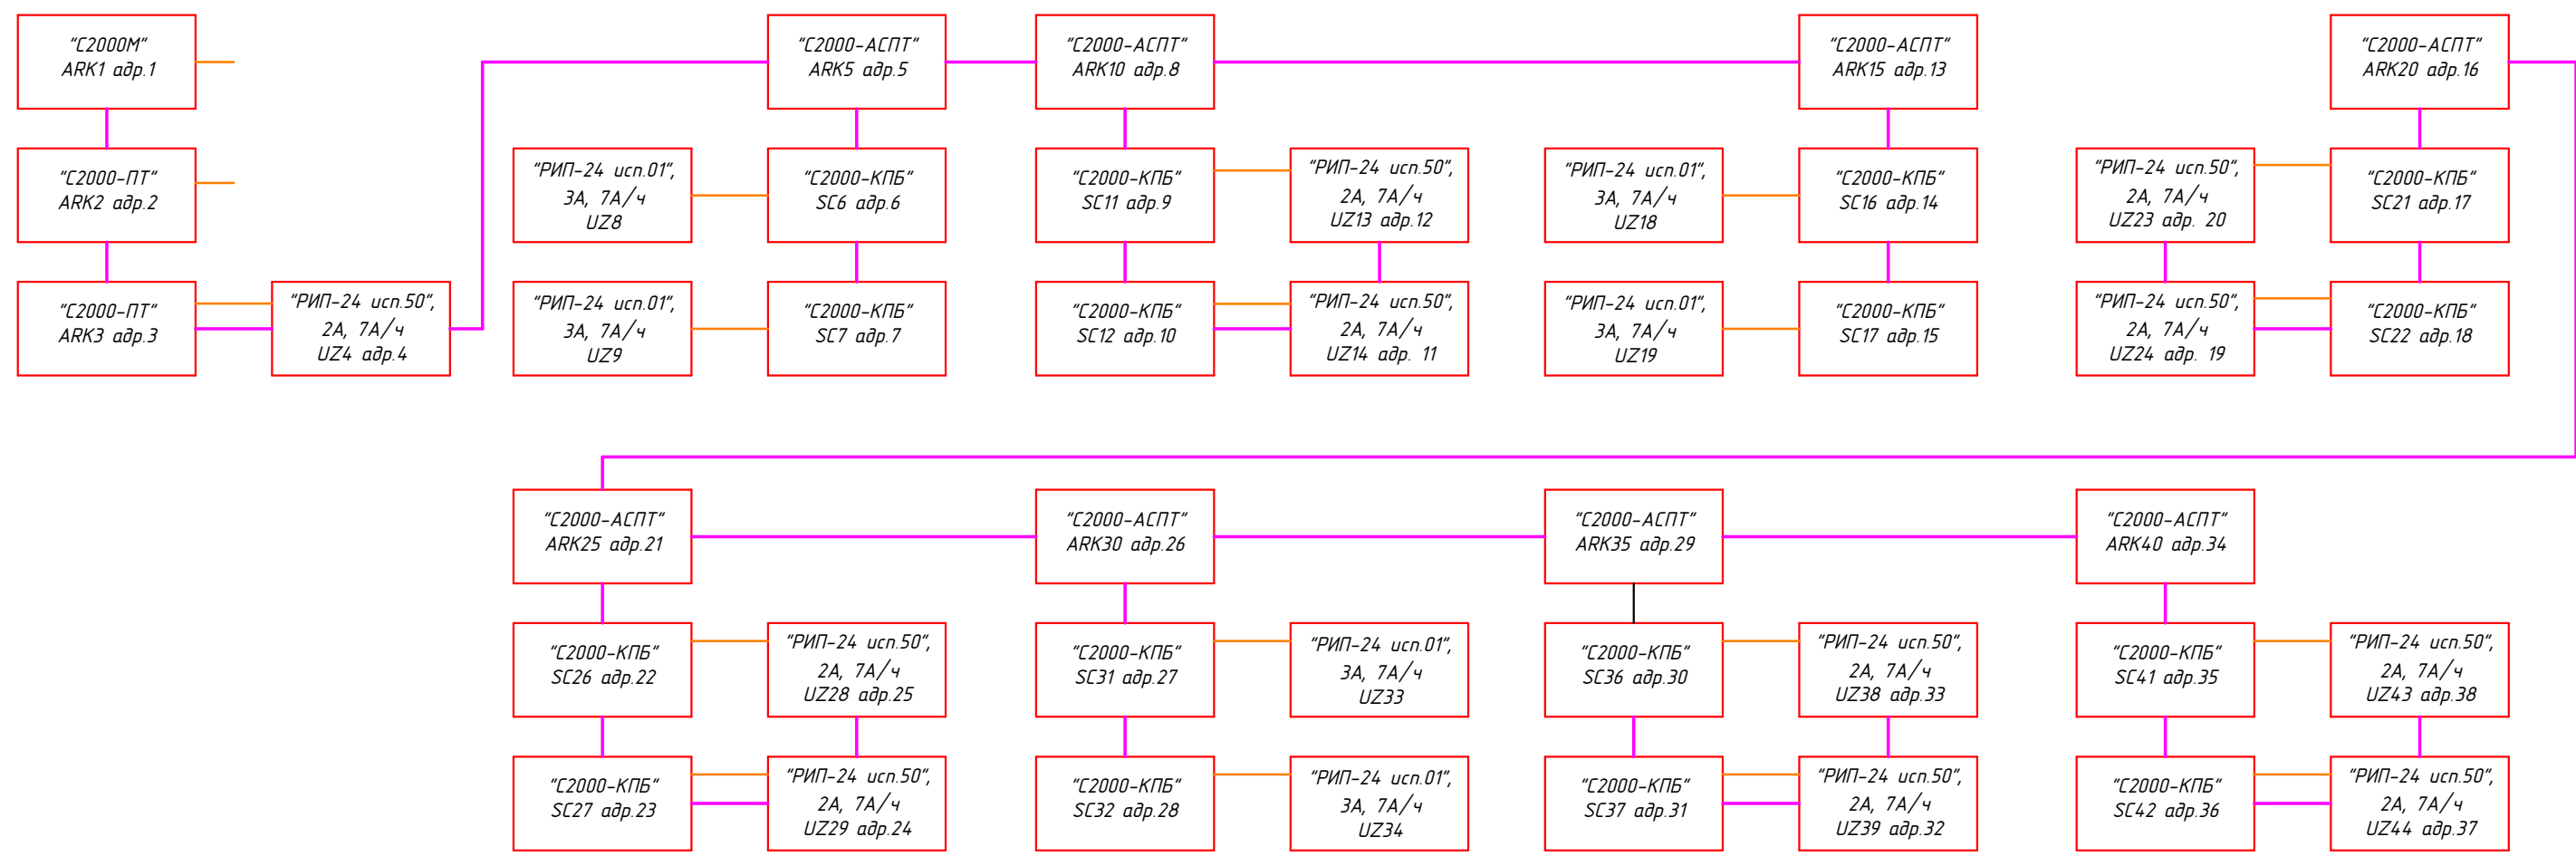 "С2000М"
ARK1 адр.1
"С2000-ПТ"
ARK2 адр.2
"С2000-ПТ"
ARK3 адр.3
"РИП-24 исп.50",
2А, 7А/ч
UZ4 адр.4
"С2000-АСПТ"
ARK5 адр.5
"РИП-24 исп.01",
3А, 7А/ч
UZ8
"С2000-КПБ"
SC6 адр.6
"РИП-24 исп.01",
3А, 7А/ч
UZ9
"С2000-КПБ"
SC7 адр.7
"С2000-АСПТ"
ARK10 адр.8
"С2000-КПБ"
SC11 адр.9
"РИП-24 исп.50",
2А, 7А/ч
UZ13 адр.12
"С2000-КПБ"
SC12 адр.10
"РИП-24 исп.50",
2А, 7А/ч
UZ14 адр. 11
"С2000-АСПТ"
ARK15 адр.13
"РИП-24 исп.01",
3А, 7А/ч
UZ18
"С2000-КПБ"
SC16 адр.14
"РИП-24 исп.01",
3А, 7А/ч
UZ19
"С2000-КПБ"
SC17 адр.15
"С2000-АСПТ"
ARK20 адр.16
"РИП-24 исп.50",
2А, 7А/ч
UZ23 адр. 20
"С2000-КПБ"
SC21 адр.17
"РИП-24 исп.50",
2А, 7А/ч
UZ24 адр. 19
"С2000-КПБ"
SC22 адр.18
"С2000-АСПТ"
ARK25 адр.21
"С2000-КПБ"
SC26 адр.22
"РИП-24 исп.50",
2А, 7А/ч
UZ28 адр.25
"С2000-КПБ"
SC27 адр.23
"РИП-24 исп.50",
2А, 7А/ч
UZ29 адр.24
"С2000-АСПТ"
ARK30 адр.26
"С2000-КПБ"
SC31 адр.27
"РИП-24 исп.01",
3А, 7А/ч
UZ33
"С2000-КПБ"
SC32 адр.28
"РИП-24 исп.01",
3А, 7А/ч
UZ34
"С2000-АСПТ"
ARK35 адр.29
"С2000-КПБ"
SC36 адр.30
"РИП-24 исп.50",
2А, 7А/ч
UZ38 адр.33
"С2000-КПБ"
SC37 адр.31
"РИП-24 исп.50",
2А, 7А/ч
UZ39 адр.32
"С2000-АСПТ"
ARK40 адр.34
"С2000-КПБ"
SC41 адр.35
"РИП-24 исп.50",
2А, 7А/ч
UZ43 адр.38
"С2000-КПБ"
SC42 адр.36
"РИП-24 исп.50",
2А, 7А/ч
UZ44 адр.37